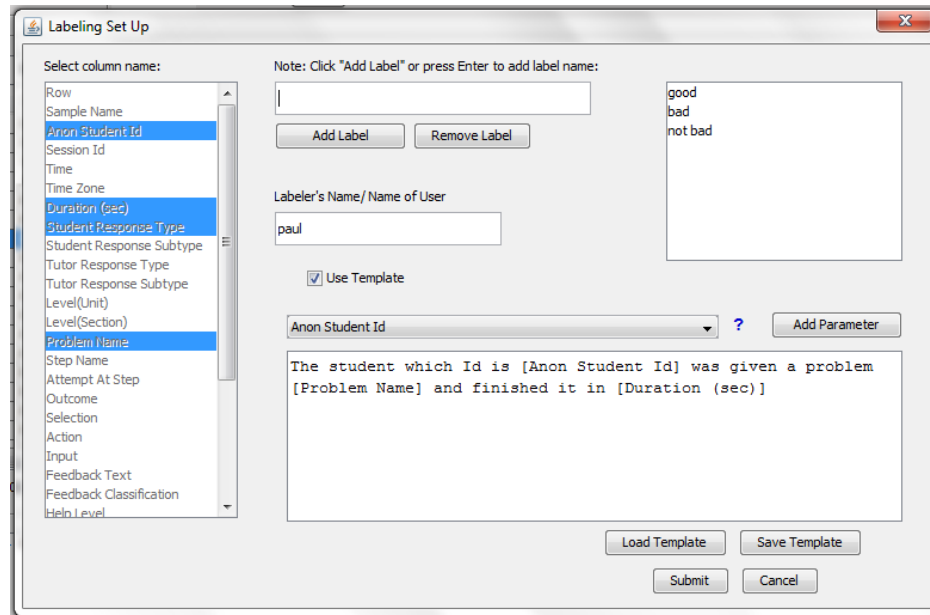 Labeling Set Up
Select column name:
Row
Sample Name
Anon Student Id
Session Id
Time
Time Zone
Duration (sec)
Student Response Type
Student Response Subtype
Tutor Response Type
Tutor Response Subtype
Level(Unit)
Level(Section)
Problem Name
Step Name
Attempt At Step
Outcome
Selection
Action
Input
Feedback Text
Feedback Classification
Help Level
Note: Click "Add Label" or press Enter to add label name:
Add Label
Remove Label
good
bad
not bad
Labeler's Name/ Name of User
paul
Use Template
Anon Student Id
?
Add Parameter
The student which Id is [Anon Student Id] was given a problem
[Problem Name] and finished it in [Duration (sec)]
Load Template
Save Template
Submit
Cancel